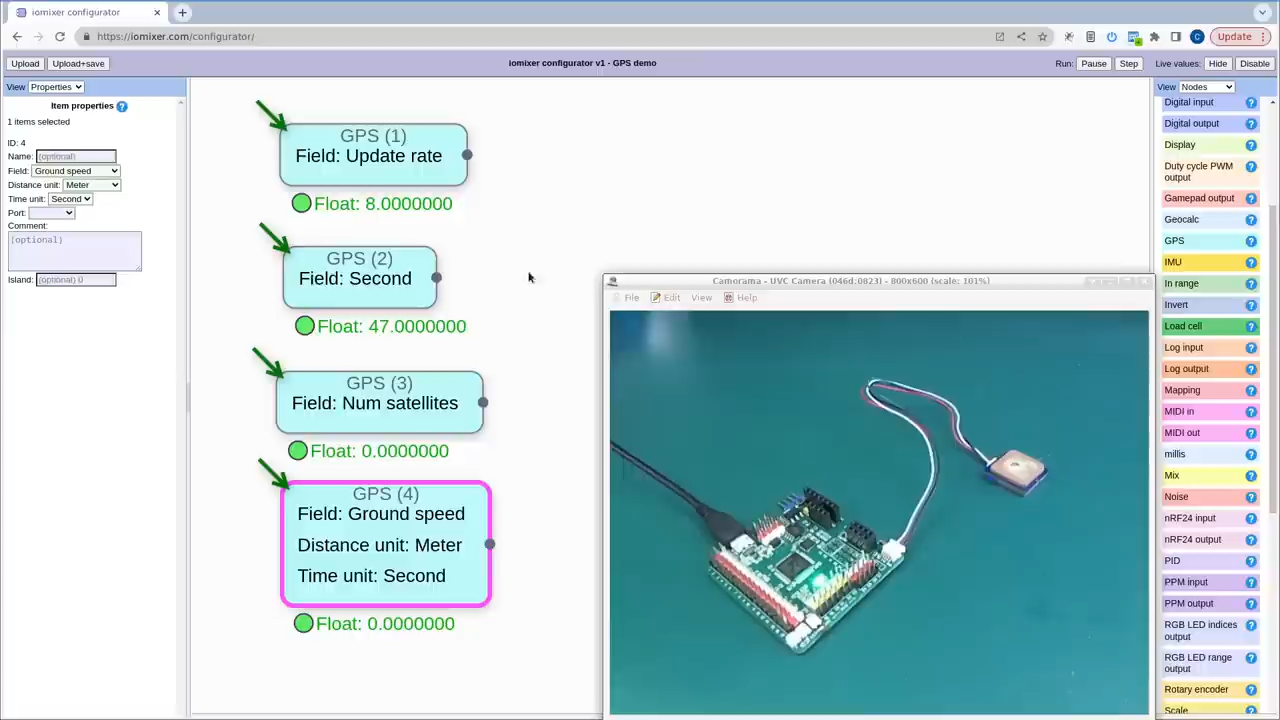 iomixer configurator
https://iomixer.com/configurator/
C
Update
Upload
Upload+save
iomixer configurator v1 - GPS demo
Run:
Pause
Step
Live values:
Hide
Disable
View
Properties
Item properties
?
1 items selected
ID: 4
Name:
(optional)
Field:
Ground speed
Distance unit:
Meter
Time unit:
Second
Port:
Comment:
(optional)
Island:
(optional) 0
GPS (1)
Field: Update rate
Float: 8.0000000
GPS (2)
Field: Second
Float: 47.0000000
GPS (3)
Field: Num satellites
Float: 0.0000000
GPS (4)
Field: Ground speed
Distance unit: Meter
Time unit: Second
Float: 0.0000000
Camorama - UVC Camera (046d:0823) - 800x600 (scale: 101%)
File
Edit
View
Help
View
Nodes
Digital input ?
Digital output ?
Display ?
Duty cycle PWM ?
output
Gamepad output ?
Geocalc ?
GPS ?
IMU ?
In range ?
Invert ?
Load cell ?
Log input ?
Log output ?
Mapping ?
MIDI in ?
MIDI out ?
millis ?
Mix ?
Noise ?
nRF24 input ?
nRF24 output ?
PID ?
PPM input ?
PPM output ?
RGB LED indices ?
output
RGB LED range ?
output
Rotary encoder ?
Scale ?